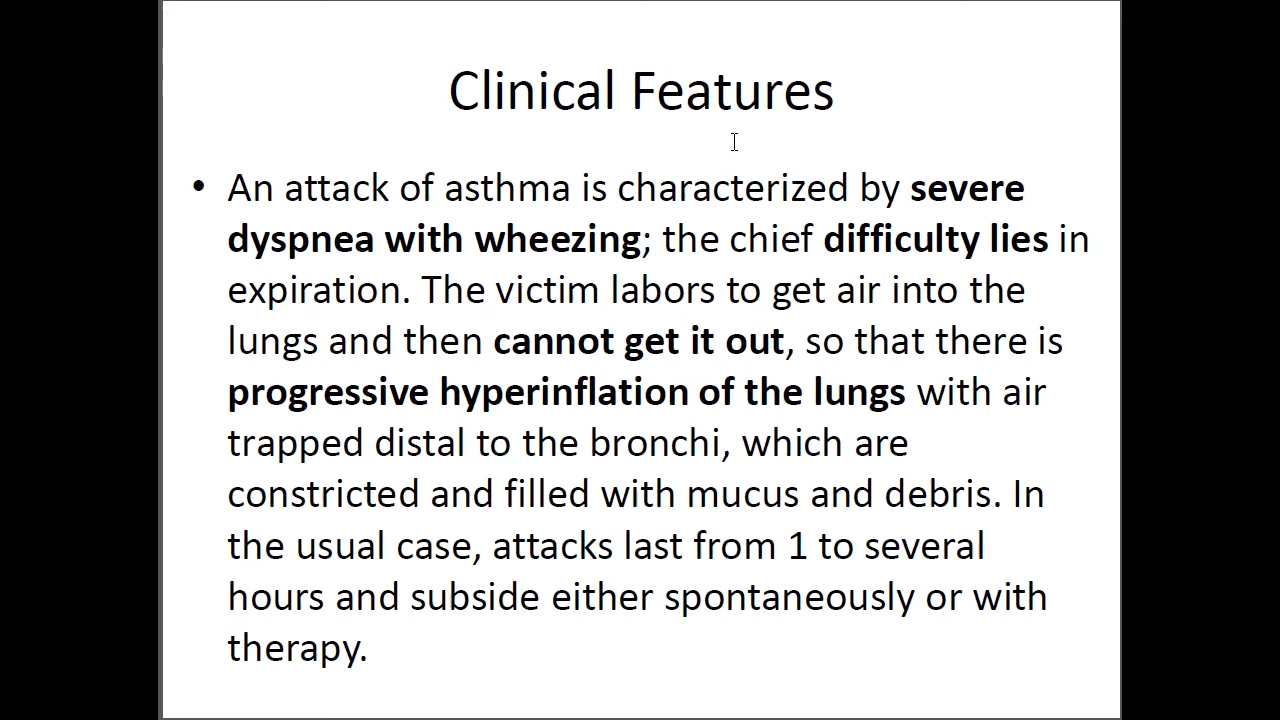 Clinical Features
• An attack of asthma is characterized by severe
dyspnea with wheezing; the chief difficulty lies in
expiration. The victim labors to get air into the
lungs and then cannot get it out, so that there is
progressive hyperinflation of the lungs with air
trapped distal to the bronchi, which are
constricted and filled with mucus and debris. In
the usual case, attacks last from 1 to several
hours and subside either spontaneously or with
therapy.